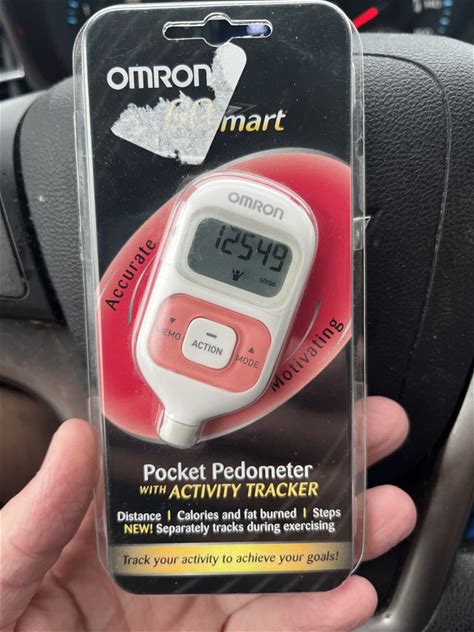 OMRON
mart
Accurate
Motivating
OMRON
12549
steps
MEMO
ACTION
MODE
Pocket Pedometer
WITH ACTIVITY TRACKER
Distance | Calories and fat burned | Steps
NEW! Separately tracks during exercising
Track your activity to achieve your goals!